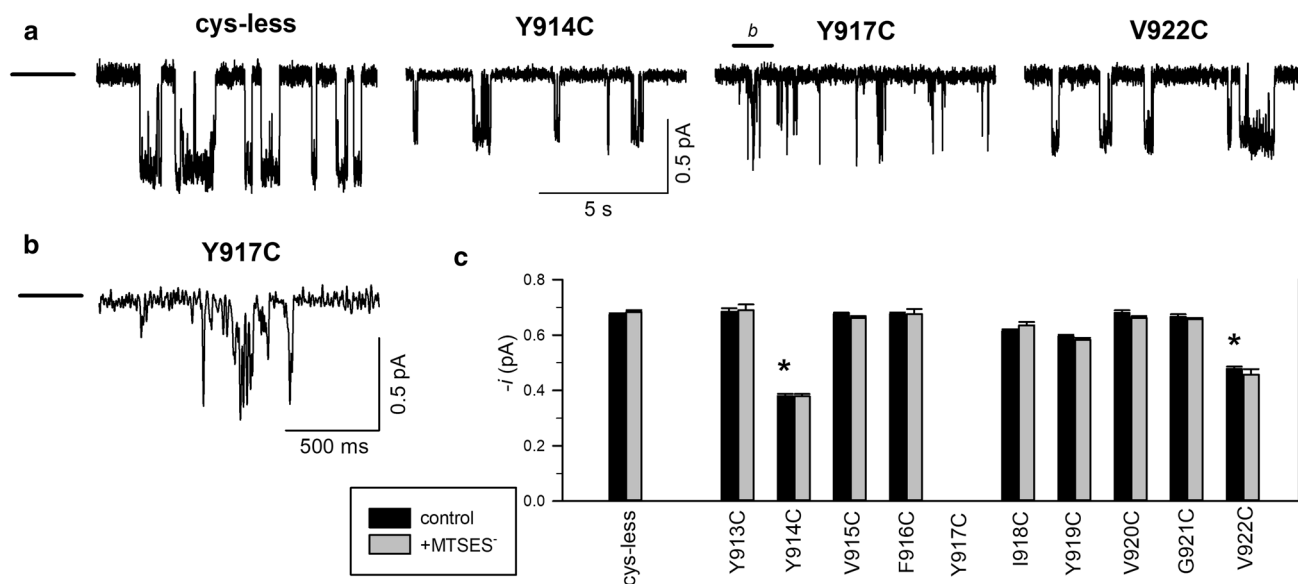 a
cys-less
Y914C
b
Y917C
V922C
0.5 pA
5 s
b
Y917C
0.5 pA
500 ms
control
+MTSES-
c
-i (pA)
0.8
0.6
0.4
0.2
0.0
*
*
cys-less
Y913C
Y914C
V915C
F916C
Y917C
I918C
Y919C
V920C
G921C
V922C